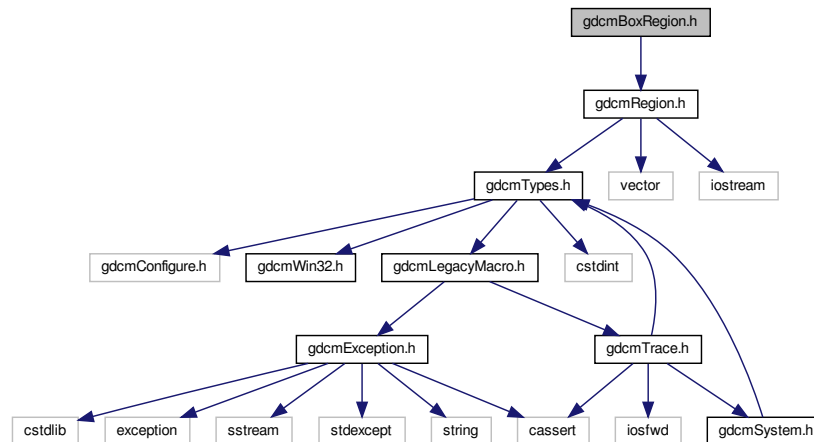 gdcmBoxRegion.h
gdcmRegion.h
gdcmTypes.h
vector
iostream
gdcmConfigure.h
gdcmWin32.h
gdcmLegacyMacro.h
cstdint
gdcmException.h
gdcmTrace.h
cstdlib
exception
sstream
stdexcept
string
cassert
iosfwd
gdcmSystem.h